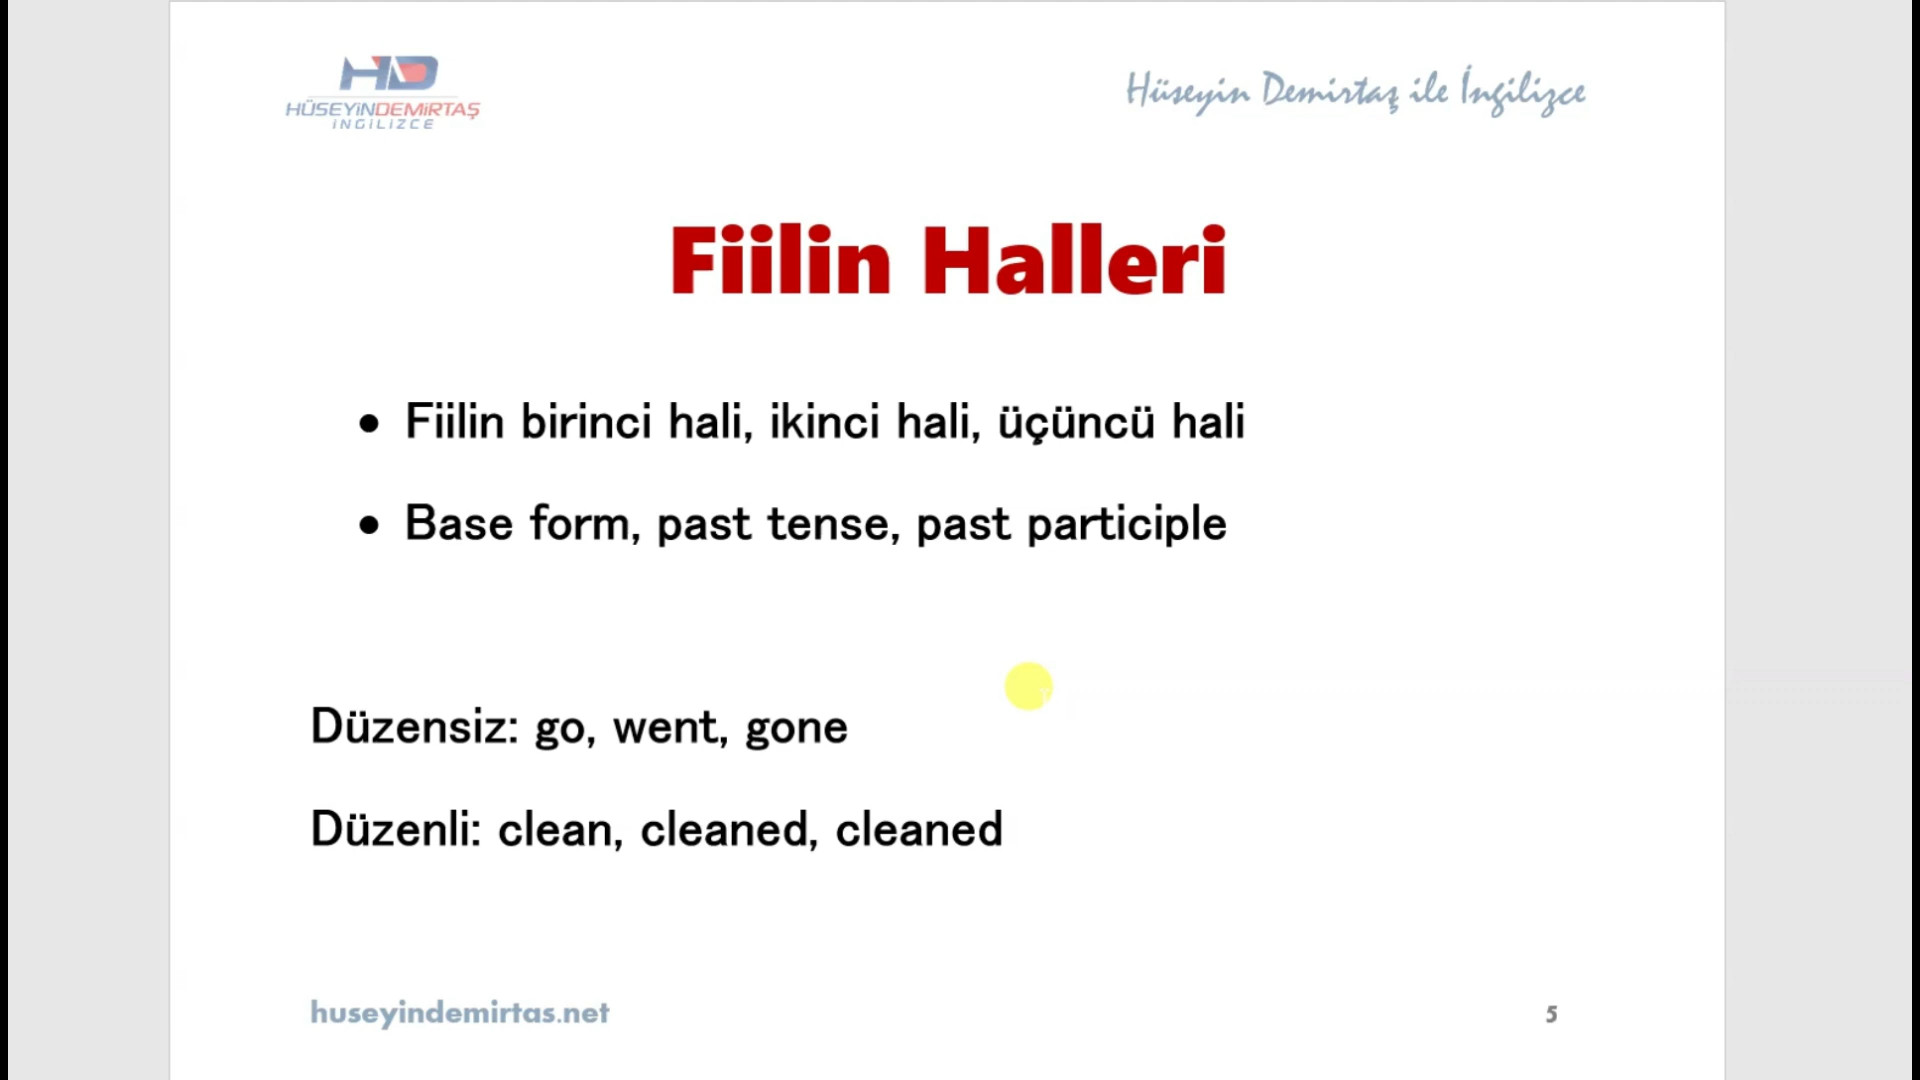 HD
HÜSEYİNDEMİRTAŞ
İNGİLİZCE
Hüseyin Demirtaş ile İngilizce
Fiilin Halleri
• Fiilin birinci hali, ikinci hali, üçüncü hali
• Base form, past tense, past participle
Düzensiz: go, went, gone
Düzenli: clean, cleaned, cleaned
huseyindemirtas.net
5